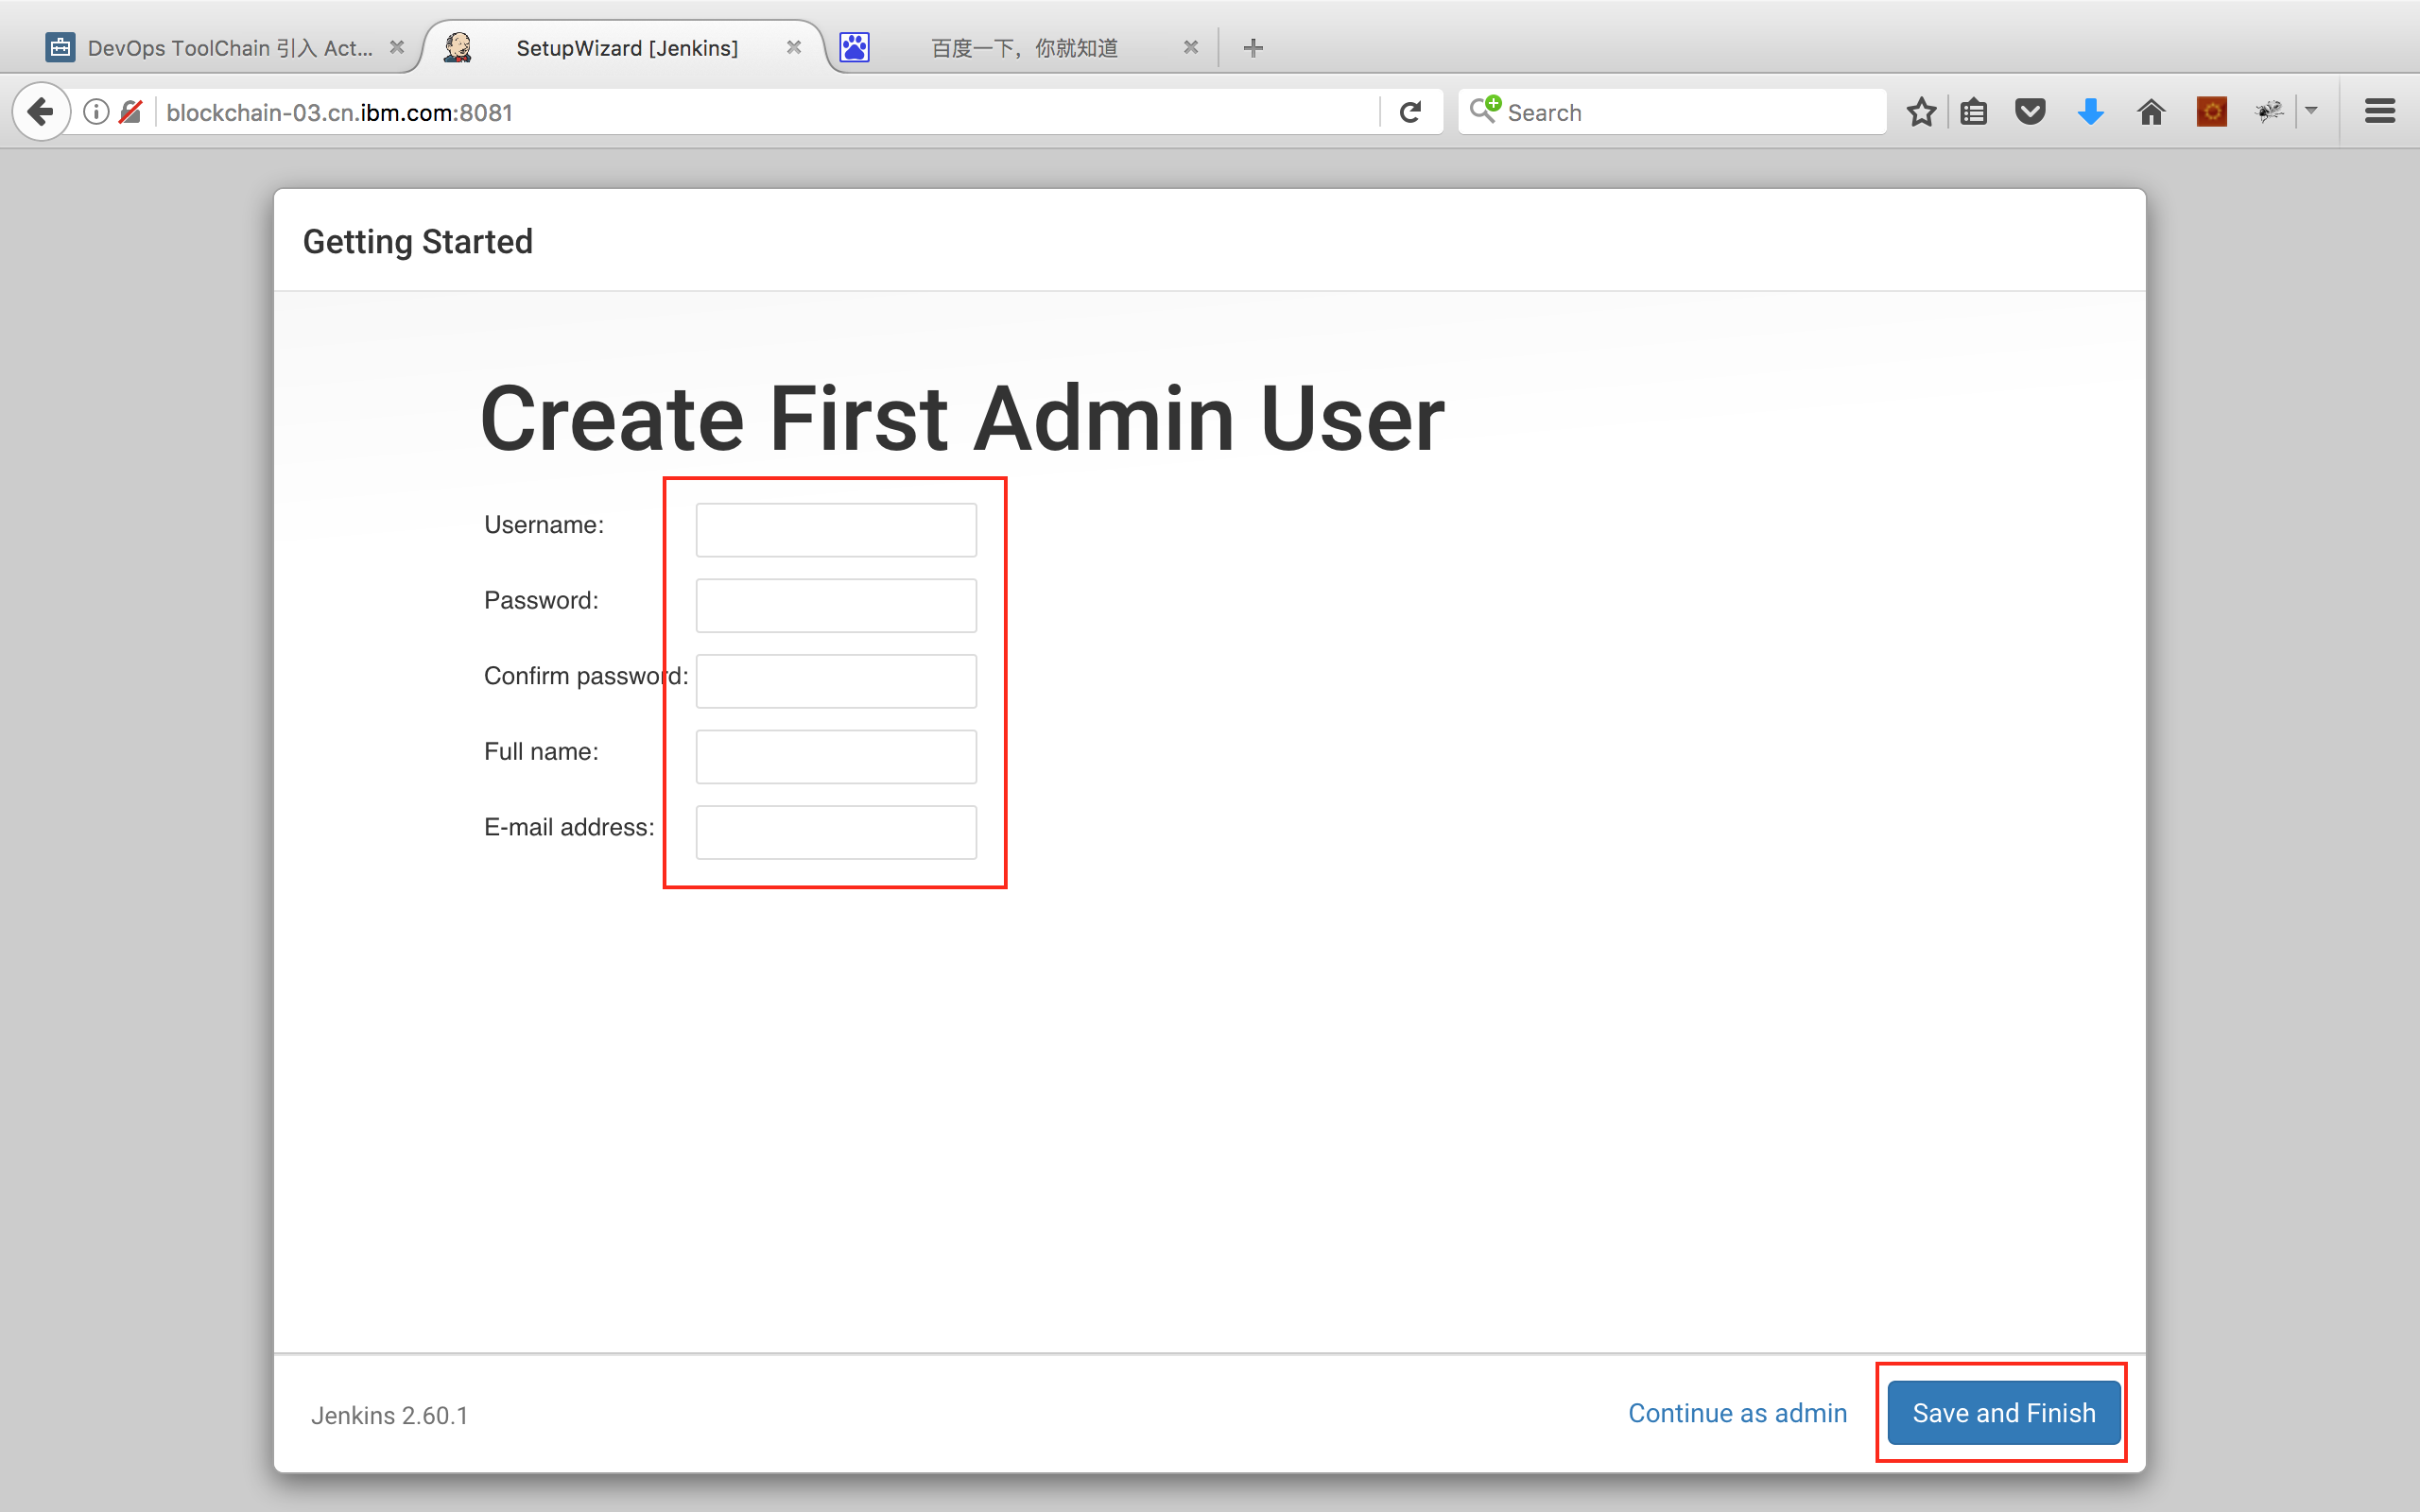 DevOps ToolChain 引入 Act...
SetupWizard [Jenkins]
百度一下，你就知道
blockchain-03.cn.ibm.com:8081
Search
Getting Started
Create First Admin User
Username:
Password:
Confirm password:
Full name:
E-mail address:
Jenkins 2.60.1
Continue as admin
Save and Finish